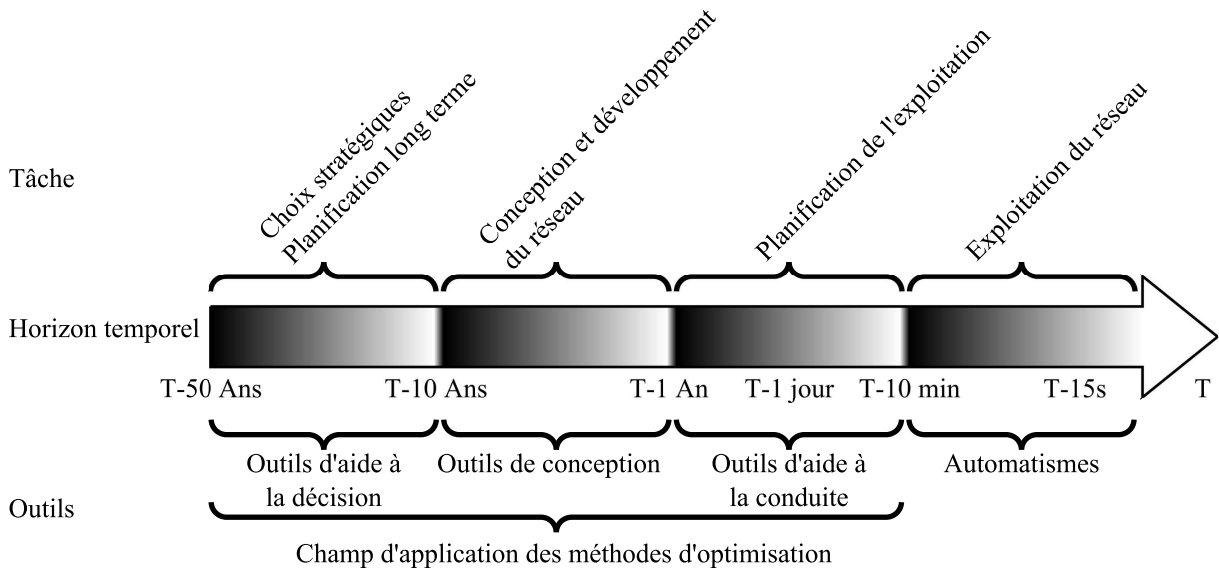 Choix stratégiques
Planification long terme
Conception et développement
du réseau
Planification de l'exploitation
Exploitation du réseau
Tâche
Horizon temporel
T-50 Ans
T-10 Ans
T-1 An
T-1 jour
T-10 min
T-15s
T
Outils d'aide à
la décision
Outils de conception
Outils d'aide à
la conduite
Automatismes
Outils
Champ d'application des méthodes d'optimisation